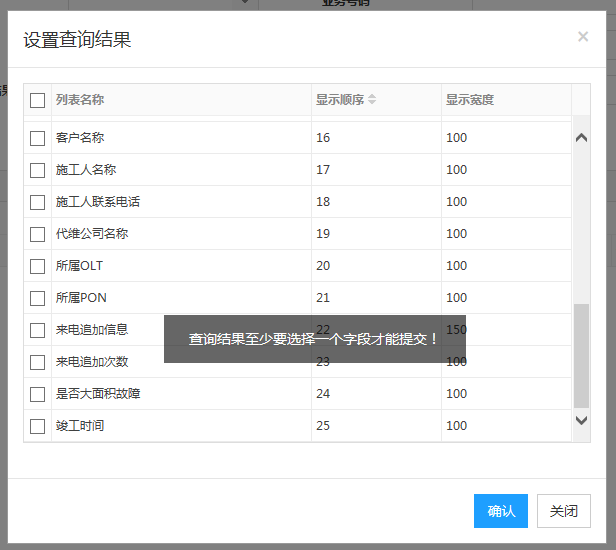 业务号码
设置查询结果 ×
列表名称 显示顺序 显示宽度
客户名称 16 100
施工人名称 17 100
施工人联系电话 18 100
代维公司名称 19 100
所属OLT 20 100
所属PON 21 100
来电追加信息 22 150
查询结果至少要选择一个字段才能提交！
来电追加次数 23 100
是否大面积故障 24 100
竣工时间 25 100
确认 关闭